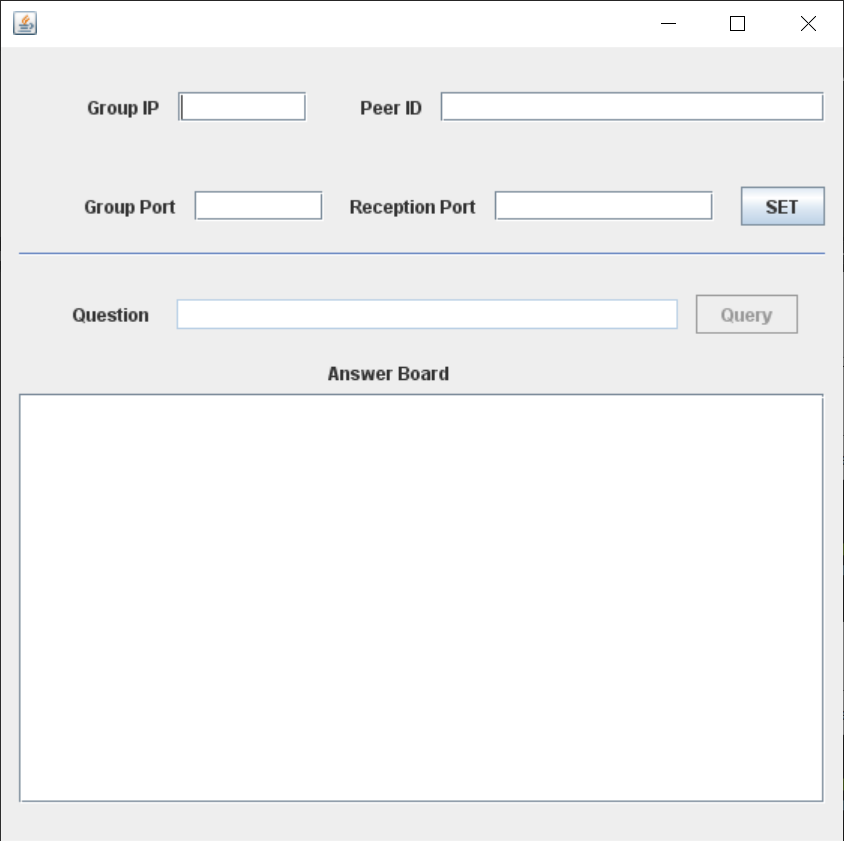 Group IP Peer ID
Group Port Reception Port SET
Question Query
Answer Board